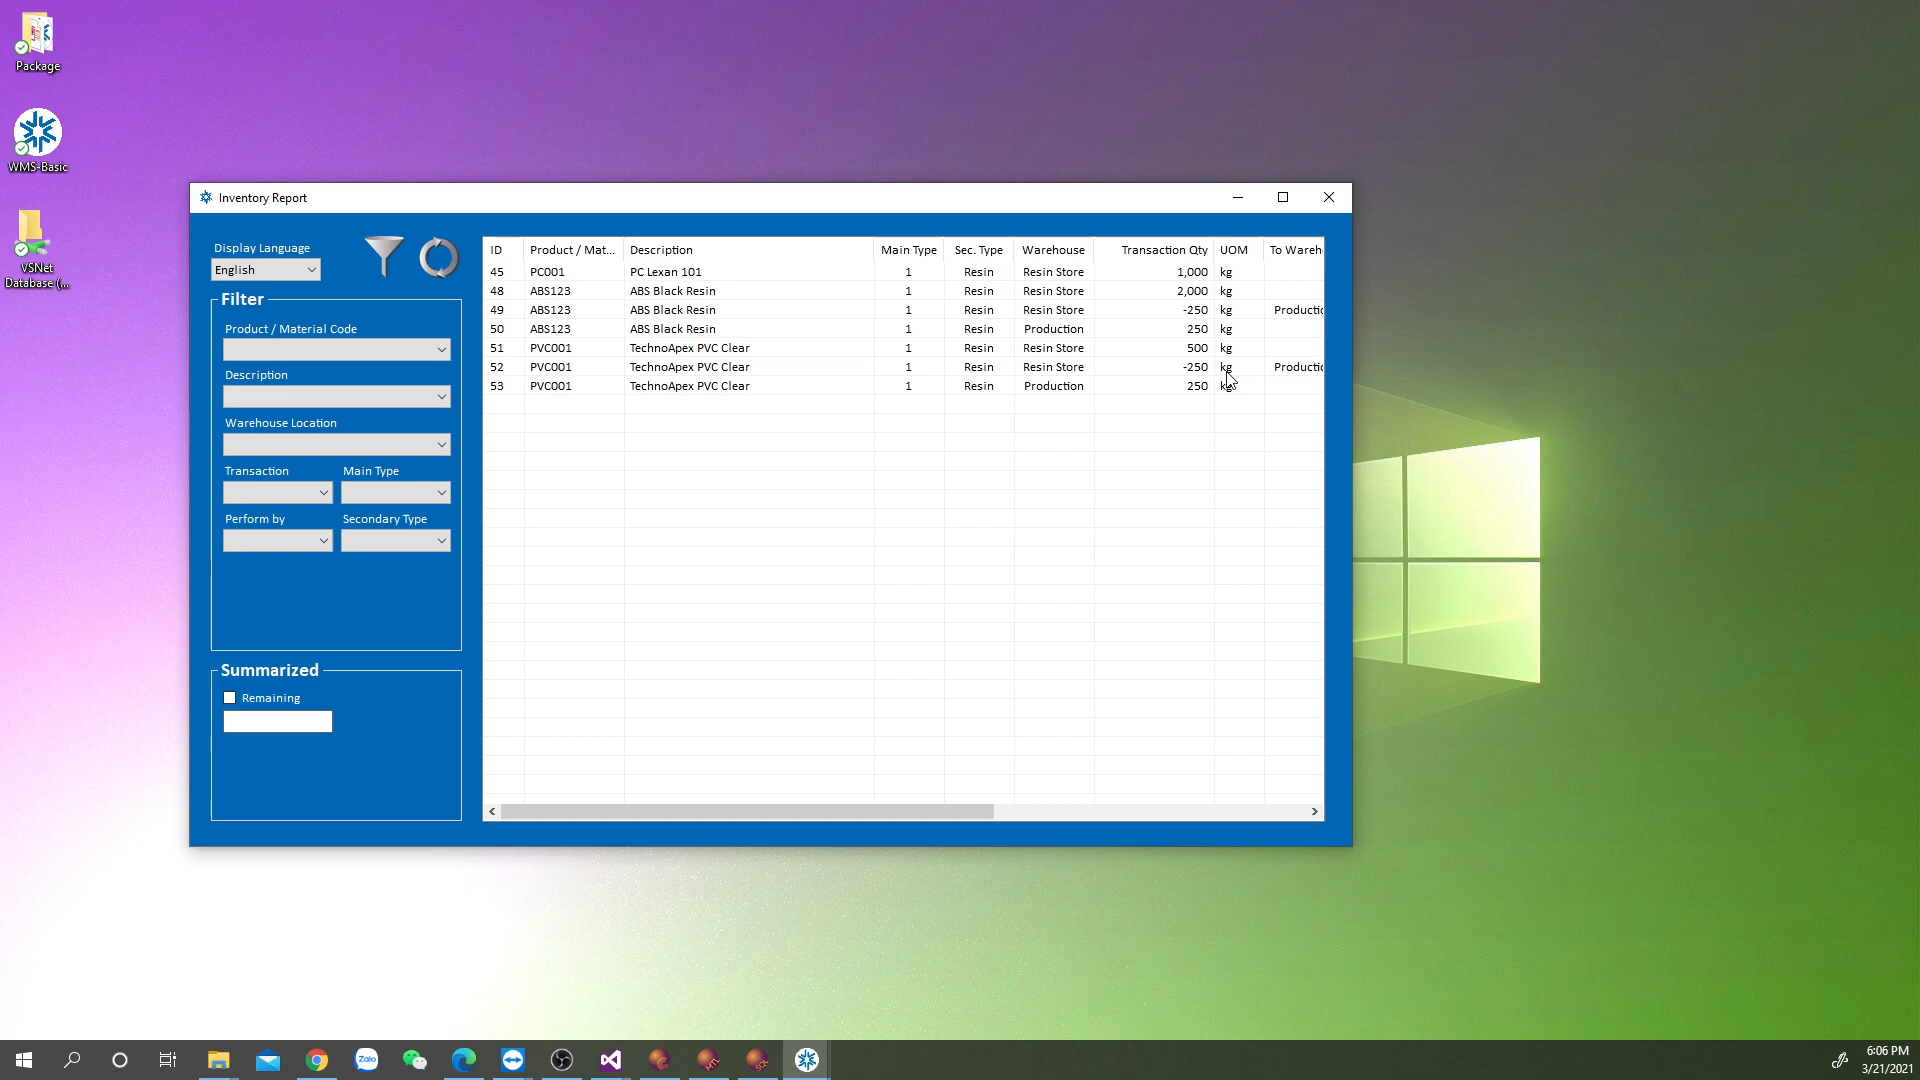 Package
WMS-Basic
VSNet
Database (...
Inventory Report
Display Language
English
Filter
Product / Material Code
Description
Warehouse Location
Transaction Main Type
Perform by Secondary Type
Summarized
Remaining
ID Product / Mat... Description Main Type Sec. Type Warehouse Transaction Qty UOM To Wareh
45 PC001 PC Lexan 101 1 Resin Resin Store 1,000 kg
48 ABS123 ABS Black Resin 1 Resin Resin Store 2,000 kg
49 ABS123 ABS Black Resin 1 Resin Resin Store -250 kg Productio
50 ABS123 ABS Black Resin 1 Resin Production 250 kg
51 PVC001 TechnoApex PVC Clear 1 Resin Resin Store 500 kg
52 PVC001 TechnoApex PVC Clear 1 Resin Resin Store -250 kg Productio
53 PVC001 TechnoApex PVC Clear 1 Resin Production 250 kg
Zalo
6:06 PM
3/21/2021